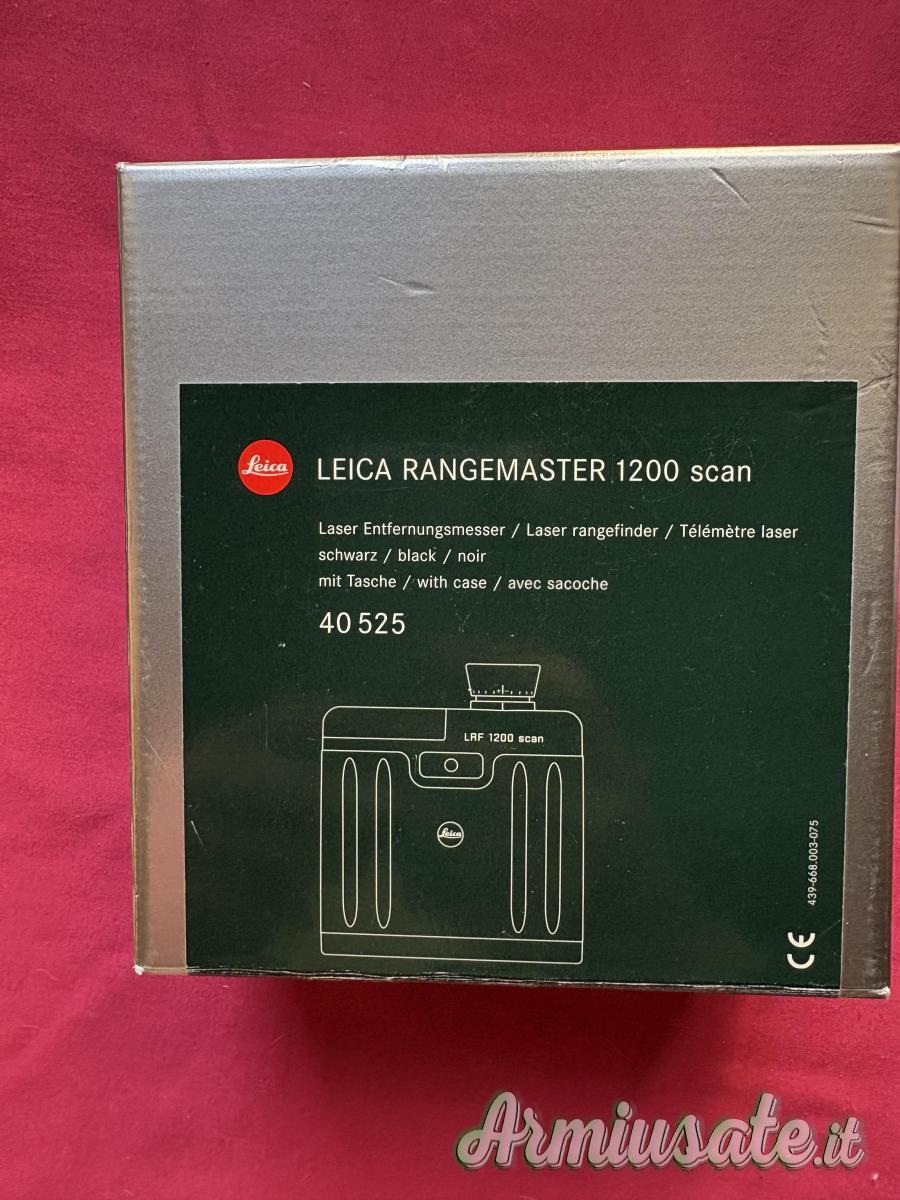 Leica
LEICA RANGEMASTER 1200 scan
Laser Entfernungsmesser / Laser rangefinder / Télémètre laser
schwarz / black / noir
mit Tasche / with case / avec sacoche
40 525
LRF 1200 scan
Leica
439-668.003-075
CE
Armiusate.it